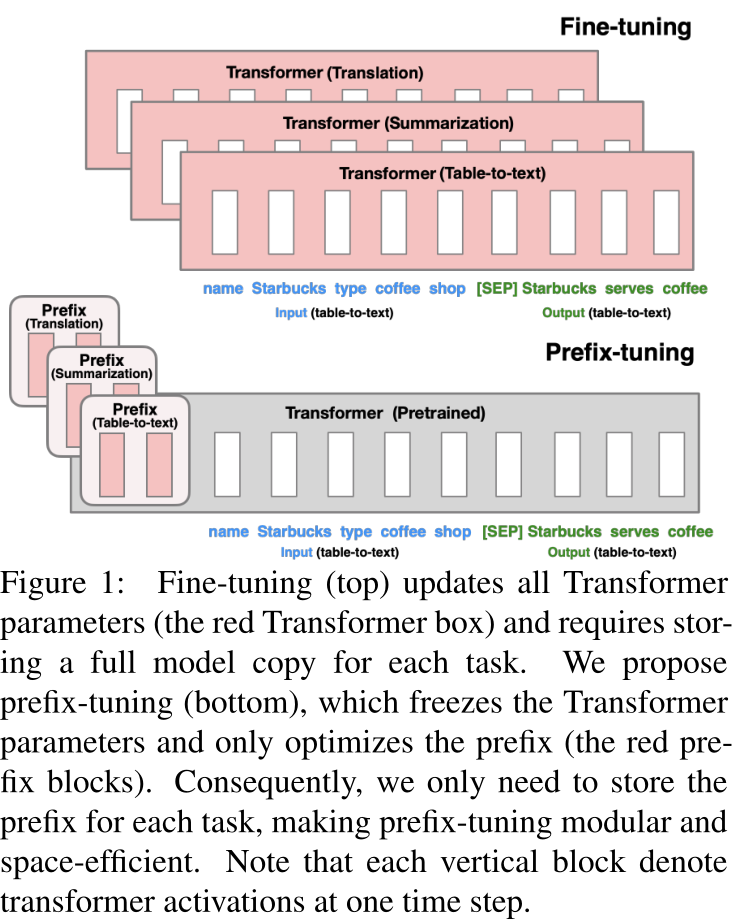 Fine-tuning
Transformer (Translation)
Transformer (Summarization)
Transformer (Table-to-text)
name Starbucks type coffee shop [SEP] Starbucks serves coffee
Input (table-to-text) Output (table-to-text)
Prefix-tuning
Prefix
(Translation)
Prefix
(Summarization)
Prefix
(Table-to-text)
Transformer (Pretrained)
name Starbucks type coffee shop [SEP] Starbucks serves coffee
Input (table-to-text) Output (table-to-text)
Figure 1: Fine-tuning (top) updates all Transformer
parameters (the red Transformer box) and requires stor-
ing a full model copy for each task. We propose
prefix-tuning (bottom), which freezes the Transformer
parameters and only optimizes the prefix (the red pre-
fix blocks). Consequently, we only need to store the
prefix for each task, making prefix-tuning modular and
space-efficient. Note that each vertical block denote
transformer activations at one time step.